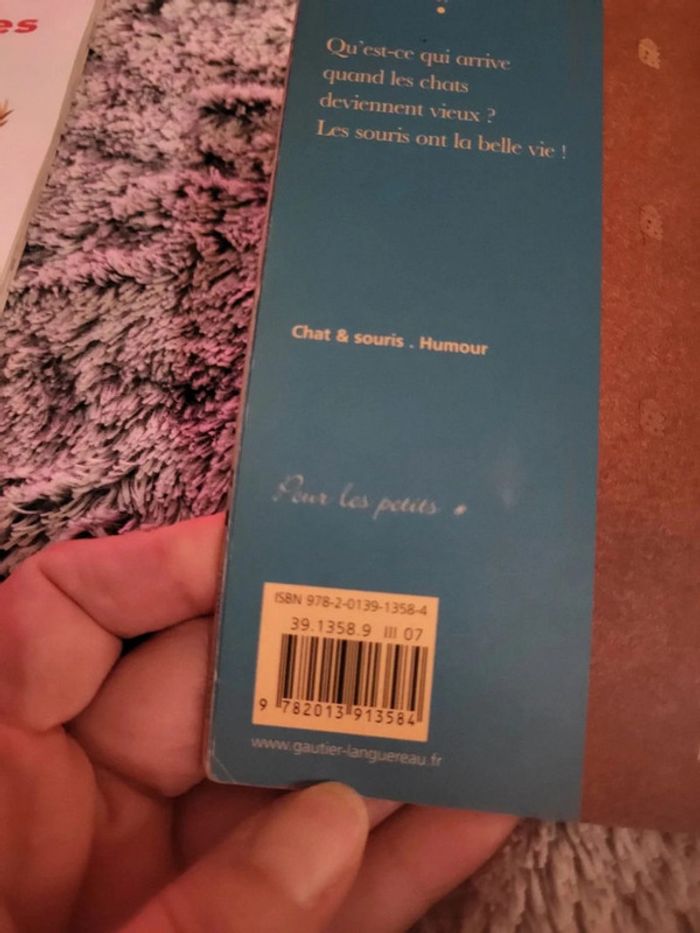 es
Qu'est-ce qui arrive
quand les chats
deviennent vieux ?
Les souris ont la belle vie !
Chat & souris . Humour
Pour les petits
ISBN 978-2-0139-1358-4
39.1358.9 III 07
9 782013 913584
www.gautier-languereau.fr